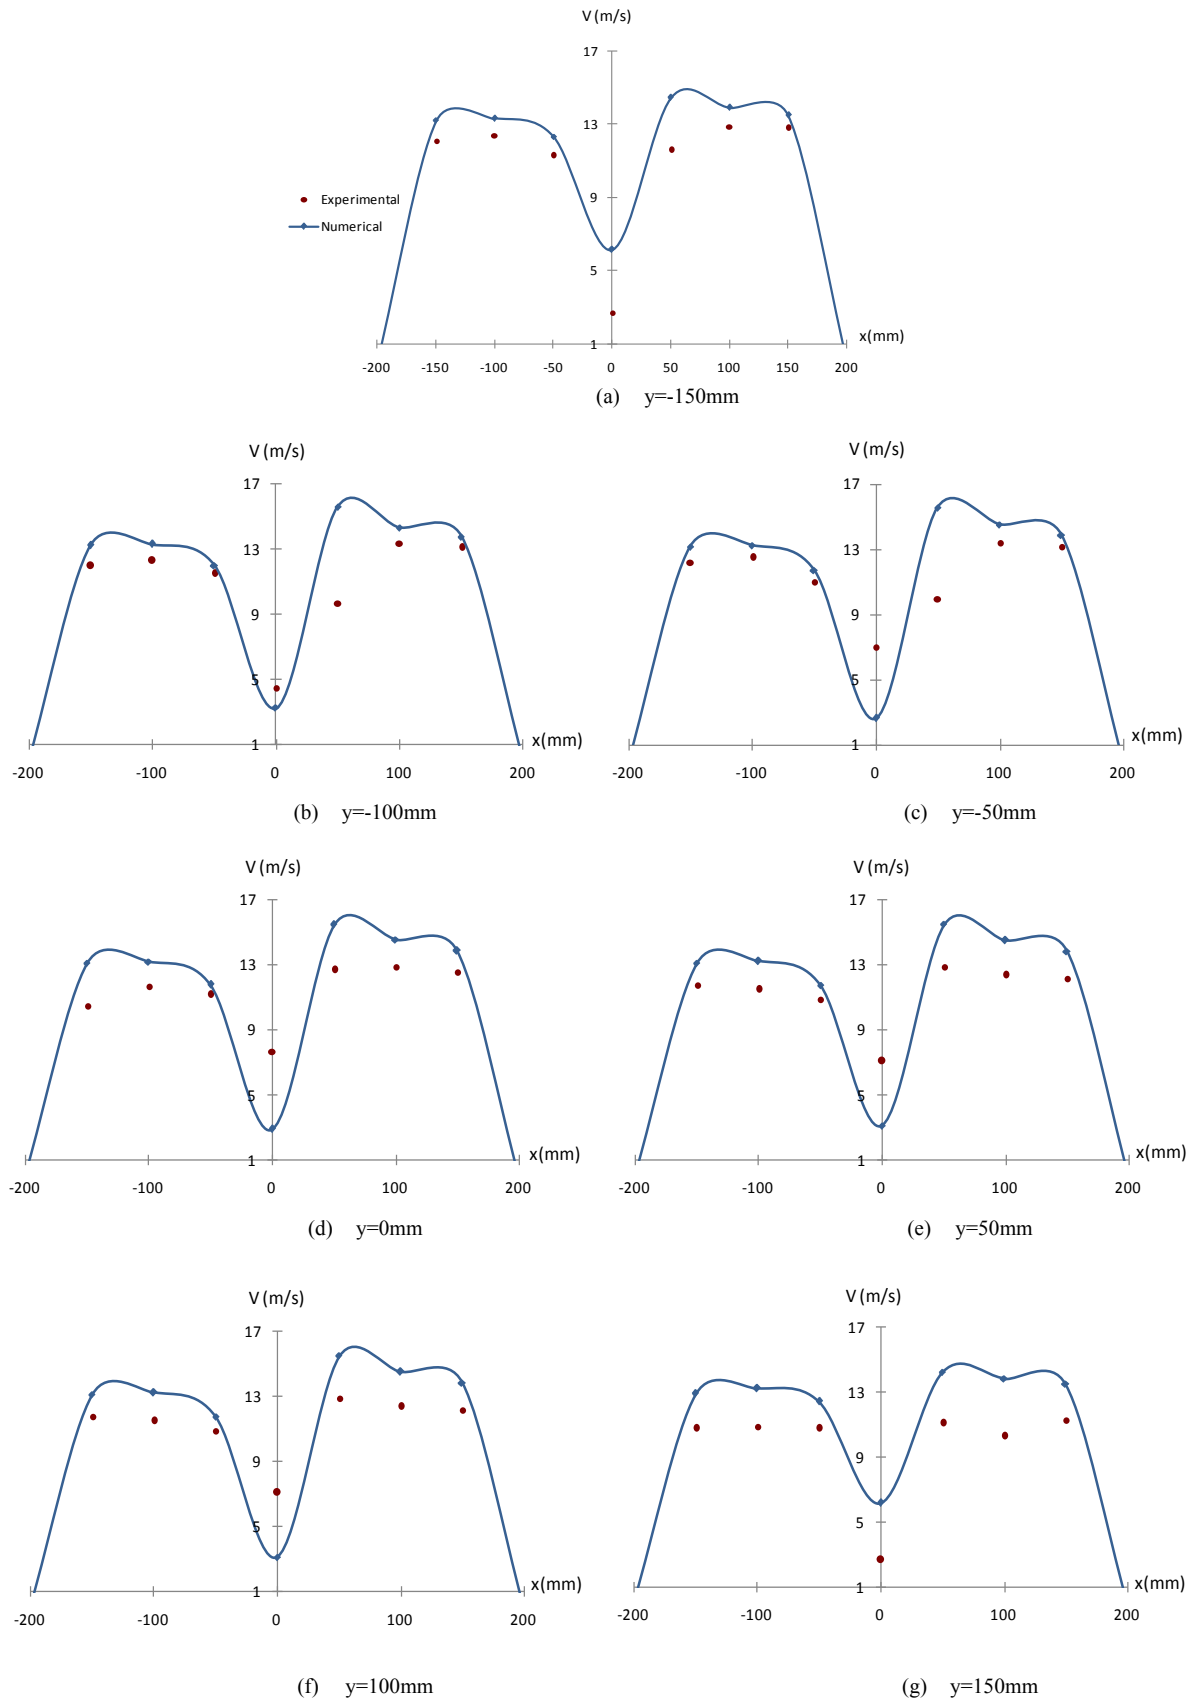 V (m/s)
17
13
Experimental
9
Numerical
5
1
x(mm)
-200 -150 -100 -50 0 50 100 150 200
(a) y=-150mm
V (m/s)
17
13
9
5
1
x(mm)
-200 -100 0 100 200
(b) y=-100mm
V (m/s)
17
13
9
5
1
x(mm)
-200 -100 0 100 200
(c) y=-50mm
V (m/s)
17
13
9
5
1
x(mm)
-200 -100 0 100 200
(d) y=0mm
V (m/s)
17
13
9
5
1
x(mm)
-200 -100 0 100 200
(e) y=50mm
V (m/s)
17
13
9
5
1
x(mm)
-200 -100 0 100 200
(f) y=100mm
V (m/s)
17
13
9
5
1
x(mm)
-200 -100 0 100 200
(g) y=150mm